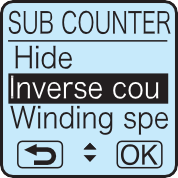 SUB COUNTER
Hide
Inverse cou
Winding spe
OK